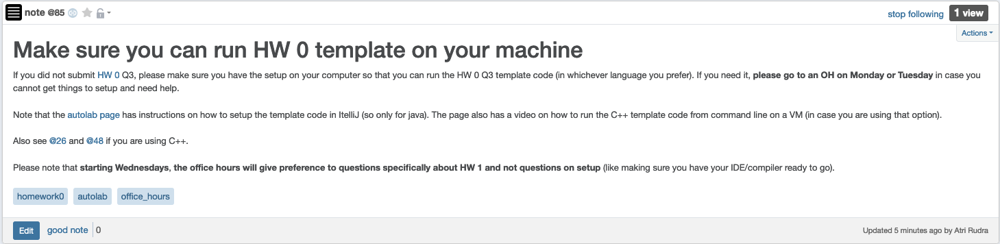 note @85
stop following 1 view
Actions
Make sure you can run HW 0 template on your machine
If you did not submit HW 0 Q3, please make sure you have the setup on your computer so that you can run the HW 0 Q3 template code (in whichever language you prefer). If you need it, please go to an OH on Monday or Tuesday in case you
cannot get things to setup and need help.
Note that the autolab page has instructions on how to setup the template code in ItelliJ (so only for java). The page also has a video on how to run the C++ template code from command line on a VM (in case you are using that option).
Also see @26 and @48 if you are using C++.
Please note that starting Wednesdays, the office hours will give preference to questions specifically about HW 1 and not questions on setup (like making sure you have your IDE/compiler ready to go).
homework0 autolab office_hours
Edit good note 0
Updated 5 minutes ago by Atri Rudra